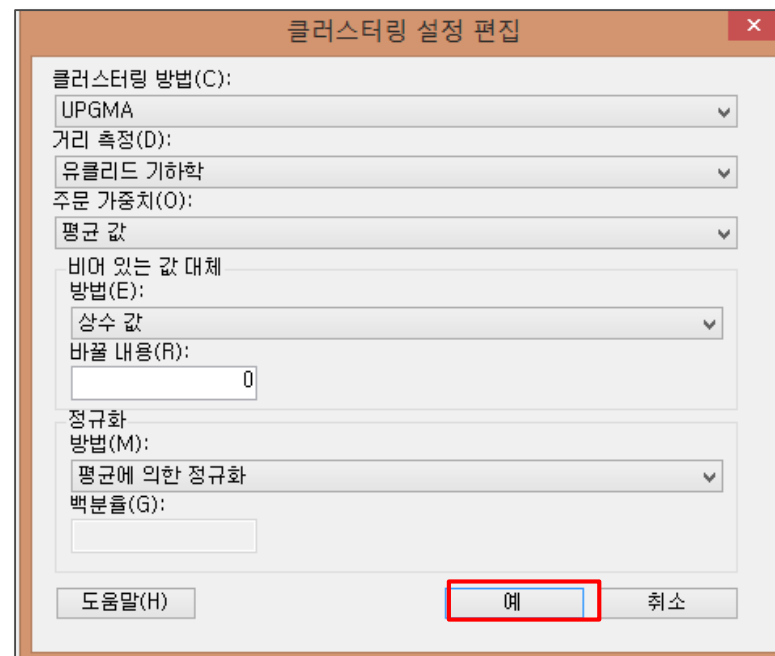 클러스터링 설정 편집
클러스터링 방법(C):
UPGMA
거리 측정(D):
유클리드 기하학
주문 가중치(O):
평균 값
비어 있는 값 대체
방법(E):
상수 값
바꿀 내용(R):
0
정규화
방법(M):
평균에 의한 정규화
백분율(G):
도움말(H) 예 취소